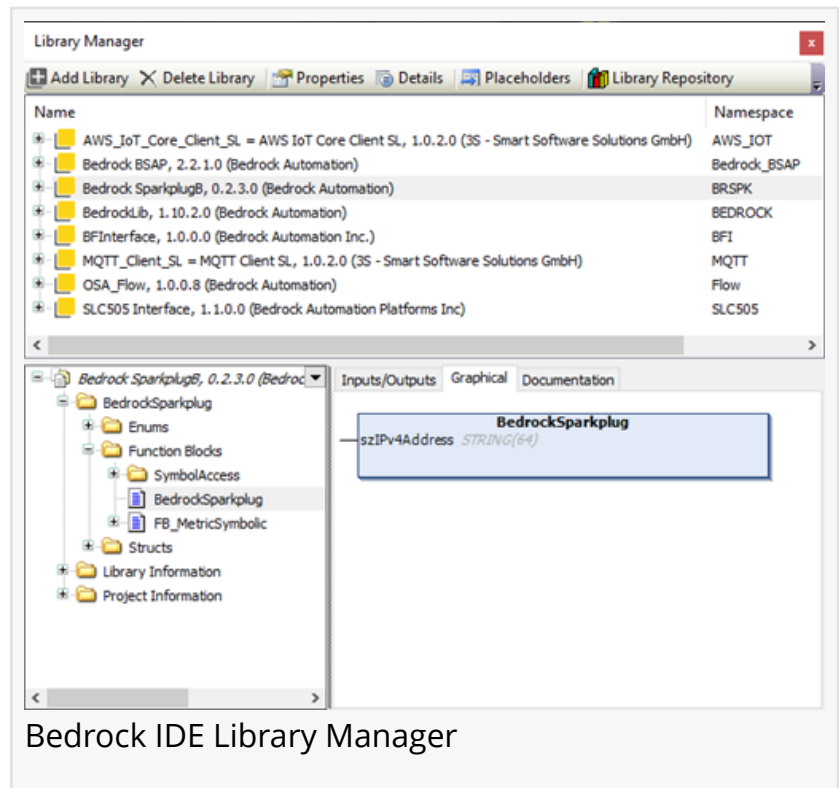 Library Manager
x
Add Library Delete Library Properties Details Placeholders Library Repository
Name Namespace
AWS_IoT_Core_Client_SL = AWS IoT Core Client SL, 1.0.2.0 (3S - Smart Software Solutions GmbH) AWS_IOT
Bedrock BSAP, 2.2.1.0 (Bedrock Automation) Bedrock_BSAP
Bedrock SparkplugB, 0.2.3.0 (Bedrock Automation) BRSPK
BedrockLib, 1.10.2.0 (Bedrock Automation) BEDROCK
BFInterface, 1.0.0.0 (Bedrock Automation Inc.) BFI
MQTT_Client_SL = MQTT Client SL, 1.0.2.0 (3S - Smart Software Solutions GmbH) MQTT
OSA_Flow, 1.0.0.8 (Bedrock Automation) Flow
SLC505 Interface, 1.1.0.0 (Bedrock Automation Platforms Inc) SLC505
Bedrock SparkplugB, 0.2.3.0 (Bedroc
BedrockSparkplug
Enums
Function Blocks
SymbolAccess
BedrockSparkplug
FB_MetricSymbolic
Structs
Library Information
Project Information
Inputs/Outputs Graphical Documentation
BedrockSparkplug
szIPv4Address STRING(64)
Bedrock IDE Library Manager